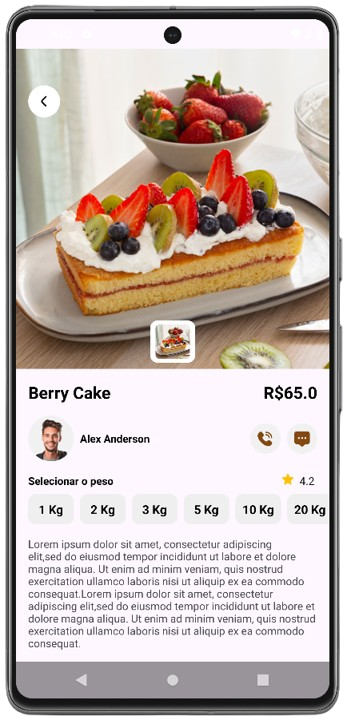 Berry Cake
R$65.0
Alex Anderson
Selecionar o peso
4.2
1 Kg 2 Kg 3 Kg 5 Kg 10 Kg 20 Kg
Lorem ipsum dolor sit amet, consectetur adipiscing
elit,sed do eiusmod tempor incididunt ut labore et dolore
magna aliqua. Ut enim ad minim veniam, quis nostrud
exercitation ullamco laboris nisi ut aliquip ex ea commodo
consequat.Lorem ipsum dolor sit amet, consectetur
adipiscing elit,sed do eiusmod tempor incididunt ut labore et
dolore magna aliqua. Ut enim ad minim veniam, quis nostrud
exercitation ullamco laboris nisi ut aliquip ex ea commodo
consequat.